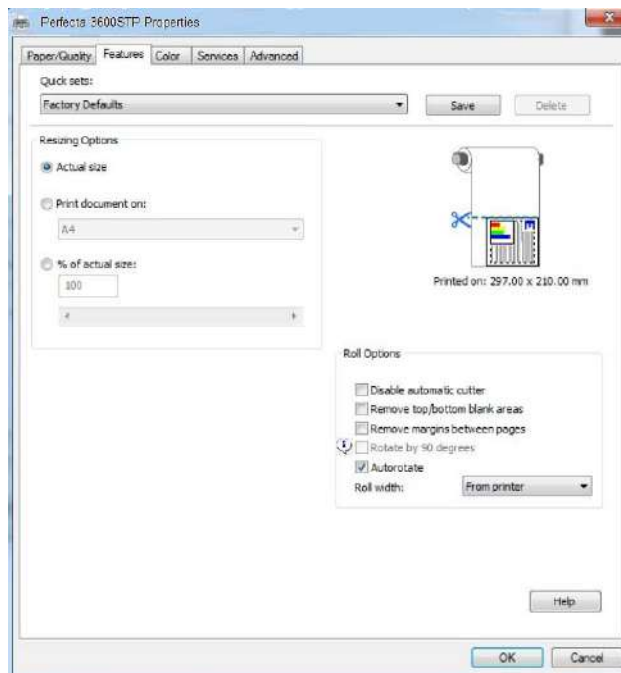 Perfecta 3600STP Properties
Paper/Quality Features Color Services Advanced
Quick sets:
Factory Defaults Save Delete
Resizing Options
Actual size
Print document on:
A4
% of actual size:
100
Printed on: 297.00 x 210.00 mm
Roll Options
Disable automatic cutter
Remove top/bottom blank areas
Remove margins between pages
Rotate by 90 degrees
Autorotate
Roll width: From printer
Help
OK Cancel